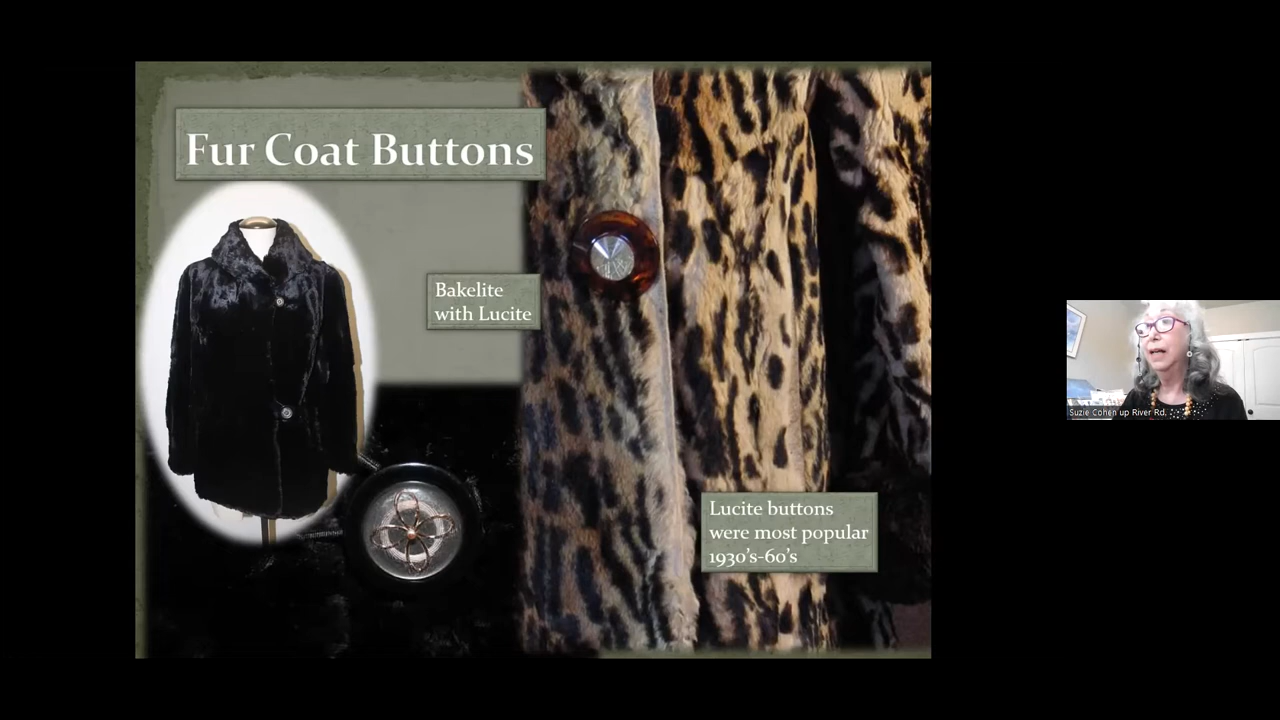 Fur Coat Buttons
Bakelite
with Lucite
Lucite buttons
were most popular
1930's-60's
Suzie Cohen up River Rd.